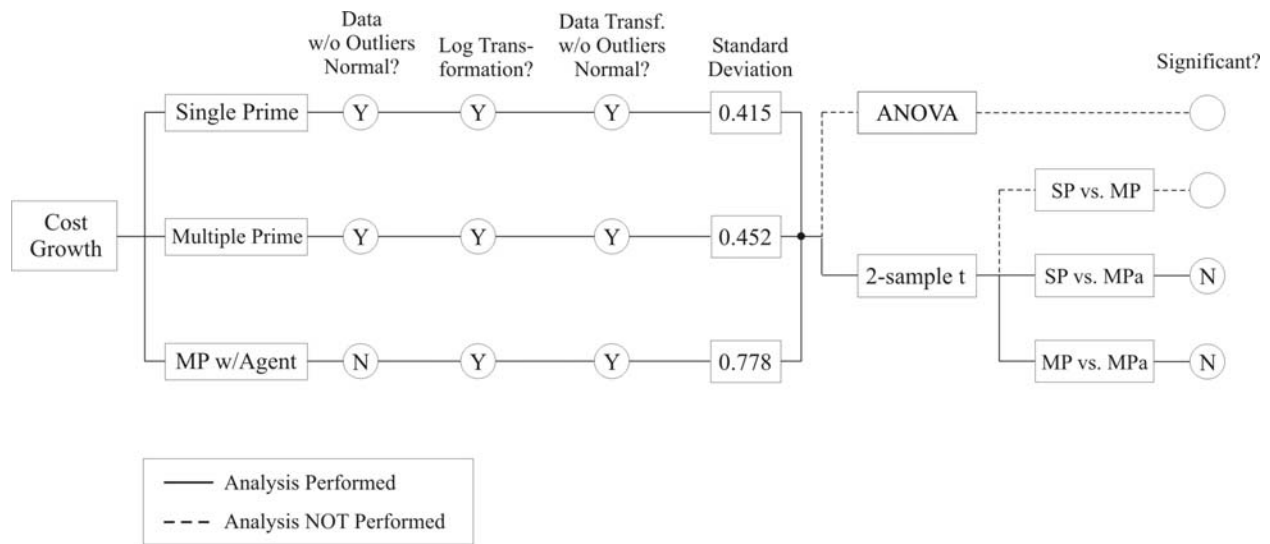 Data
w/o Outliers
Normal?
Log Trans-
formation?
Data Transf.
w/o Outliers
Normal?
Standard
Deviation
Significant?
Single Prime
Y
Y
Y
0.415
ANOVA
SP vs. MP
Cost
Growth
Multiple Prime
Y
Y
Y
0.452
2-sample t
SP vs. MPa
N
MP w/Agent
N
Y
Y
0.778
MP vs. MPa
N
Analysis Performed
Analysis NOT Performed